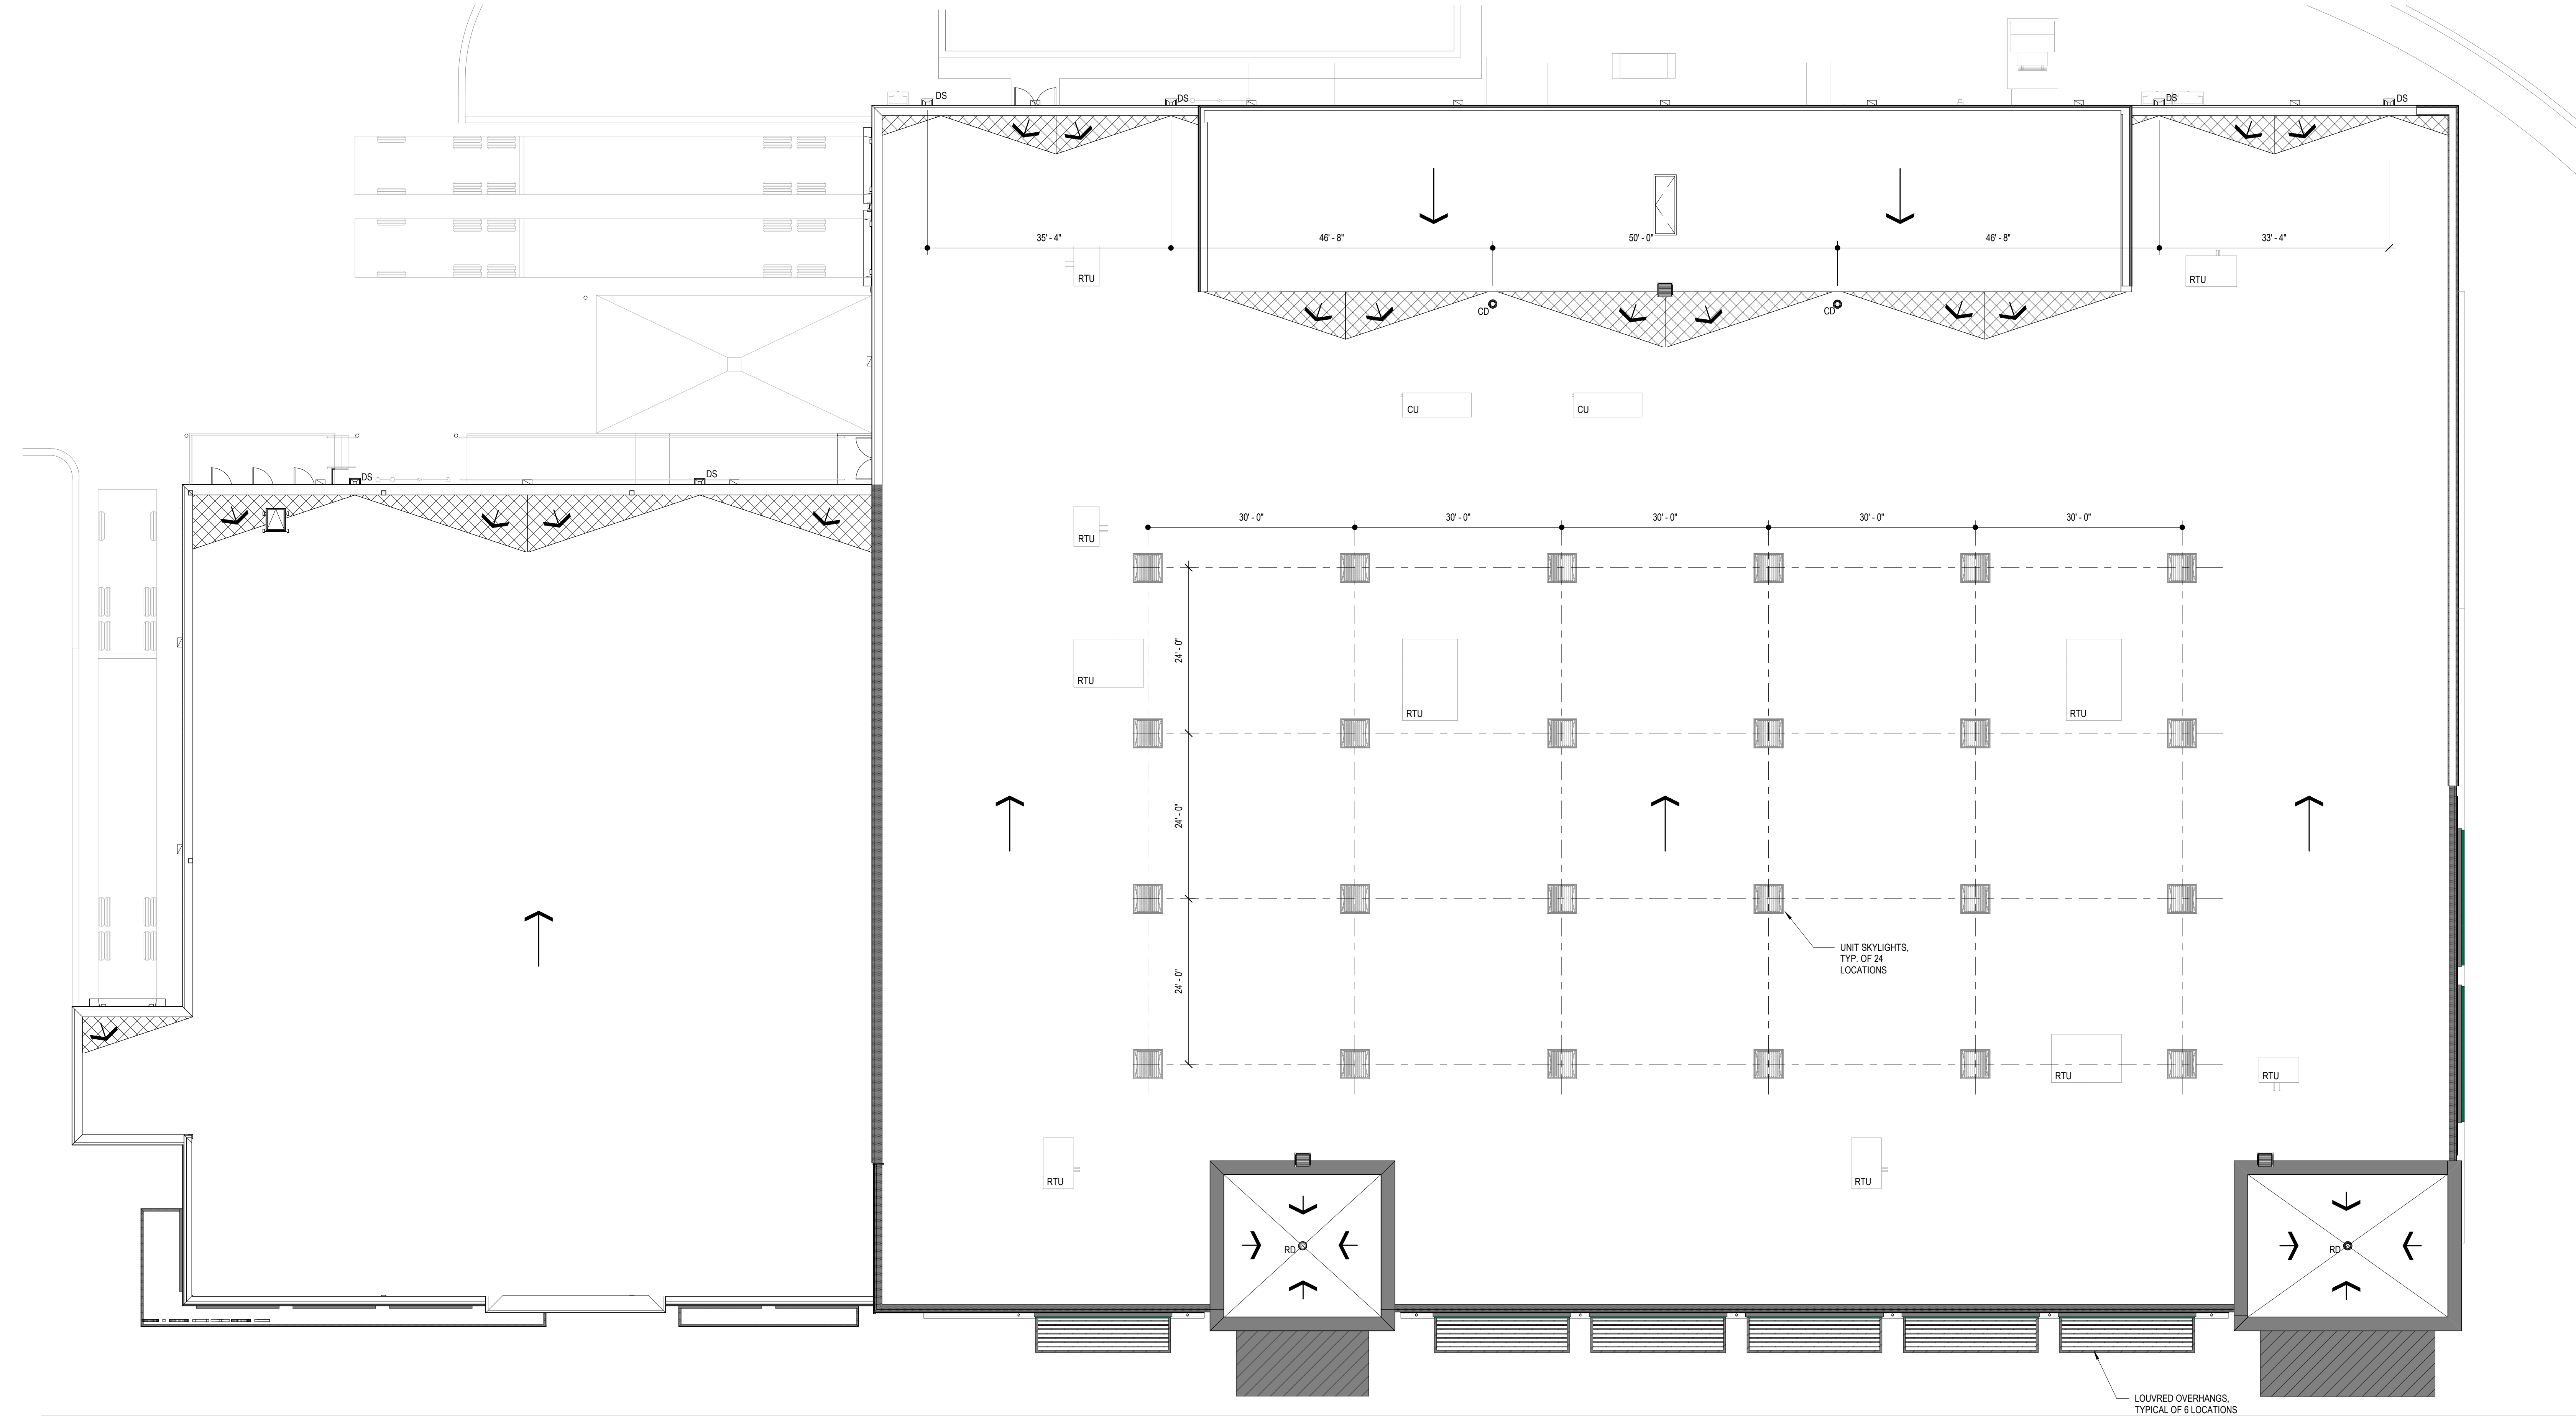 DS
DS
DS
DS
35' - 4"
46' - 8"
50' - 0"
46' - 8"
33' - 4"
RTU
RTU
CD
CD
CU
CU
DS
DS
30' - 0"
30' - 0"
30' - 0"
30' - 0"
30' - 0"
RTU
24' - 0"
RTU
RTU
RTU
24' - 0"
UNIT SKYLIGHTS,
TYP. OF 24
LOCATIONS
24' - 0"
RTU
RTU
RTU
RTU
RD
RD
LOUVRED OVERHANGS,
TYPICAL OF 6 LOCATIONS